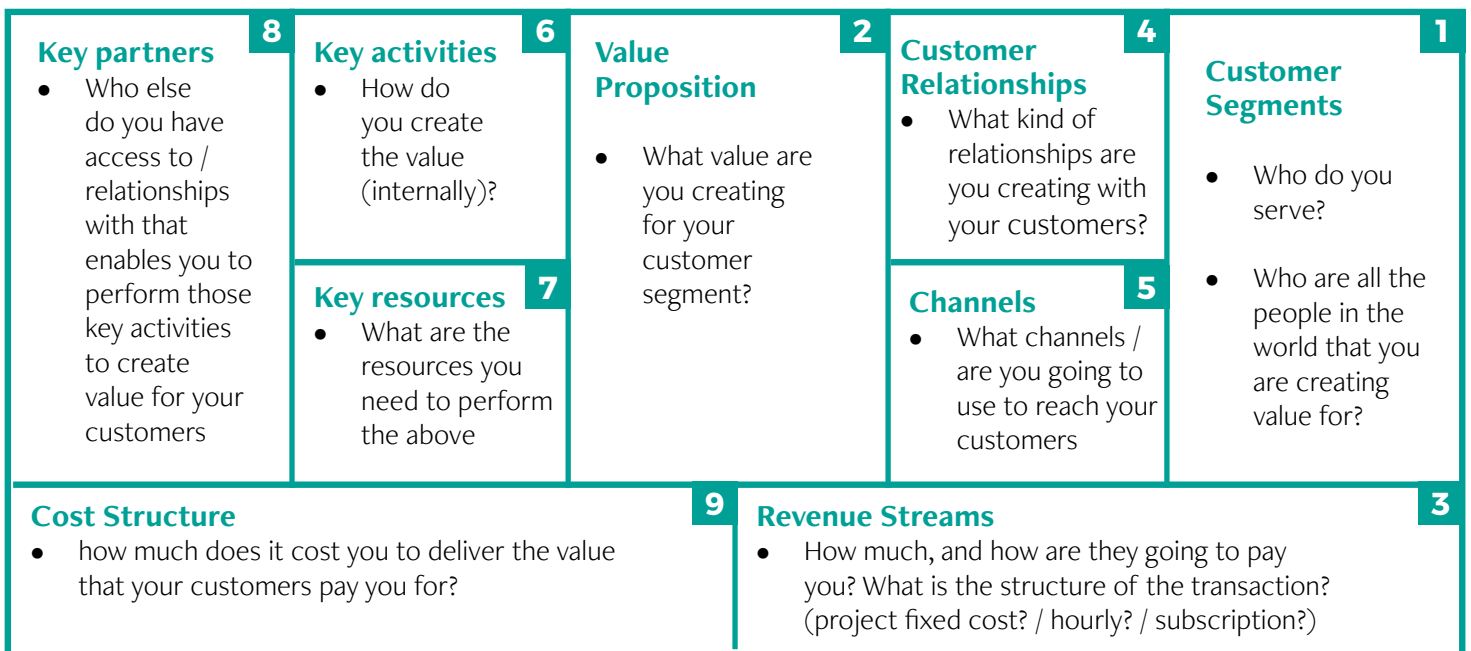 8
Key partners
● Who else
do you have
access to /
relationships
with that
enables you to
perform those
key activities
to create
value for your
customers
6
Key activities
● How do
you create
the value
(internally)?
7
Key resources
● What are the
resources you
need to perform
the above
2
Value
Proposition
● What value are
you creating
for your
customer
segment?
4
Customer
Relationships
● What kind of
relationships are
you creating with
your customers?
5
Channels
● What channels /
are you going to
use to reach your
customers
1
Customer
Segments
● Who do you
serve?
● Who are all the
people in the
world that you
are creating
value for?
9
Cost Structure
● how much does it cost you to deliver the value
that your customers pay you for?
3
Revenue Streams
● How much, and how are they going to pay
you? What is the structure of the transaction?
(project fixed cost? / hourly? / subscription?)